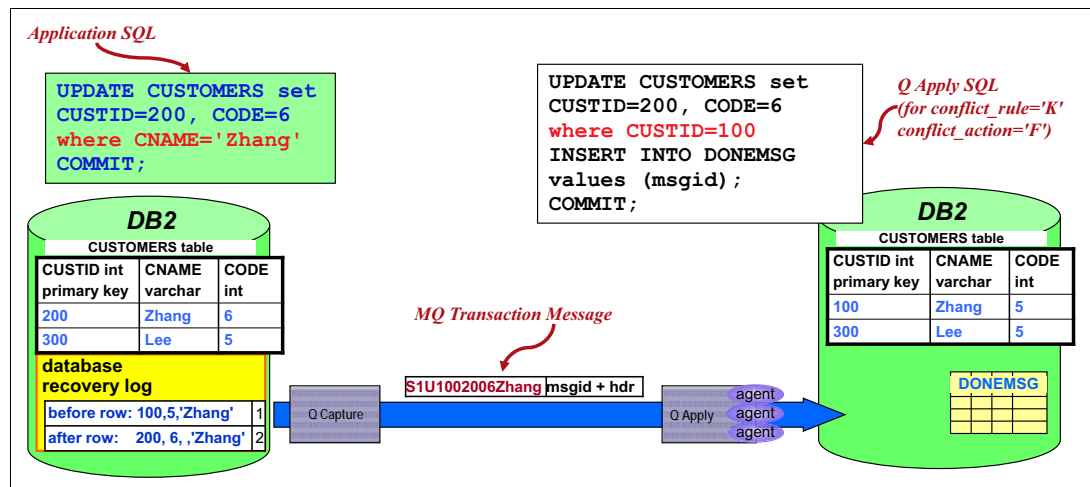 Application SQL
UPDATE CUSTOMERS set
CUSTID=200, CODE=6
where CNAME='Zhang'
COMMIT;
UPDATE CUSTOMERS set
CUSTID=200, CODE=6
where CUSTID=100
INSERT INTO DONEMSG
values (msgid);
COMMIT;
Q Apply SQL
(for conflict_rule='K'
conflict_action='F')
DB2
CUSTOMERS table
CUSTID int CNAME CODE
primary key varchar int
200 Zhang 6
300 Lee 5
database
recovery log
before row: 100,5,'Zhang' 1
after row: 200, 6, ,'Zhang' 2
Q Capture
MQ Transaction Message
S1U1002006Zhang msgid + hdr
Q Apply
agent
agent
agent
DB2
CUSTOMERS table
CUSTID int CNAME CODE
primary key varchar int
100 Zhang 5
300 Lee 5
DONEMSG